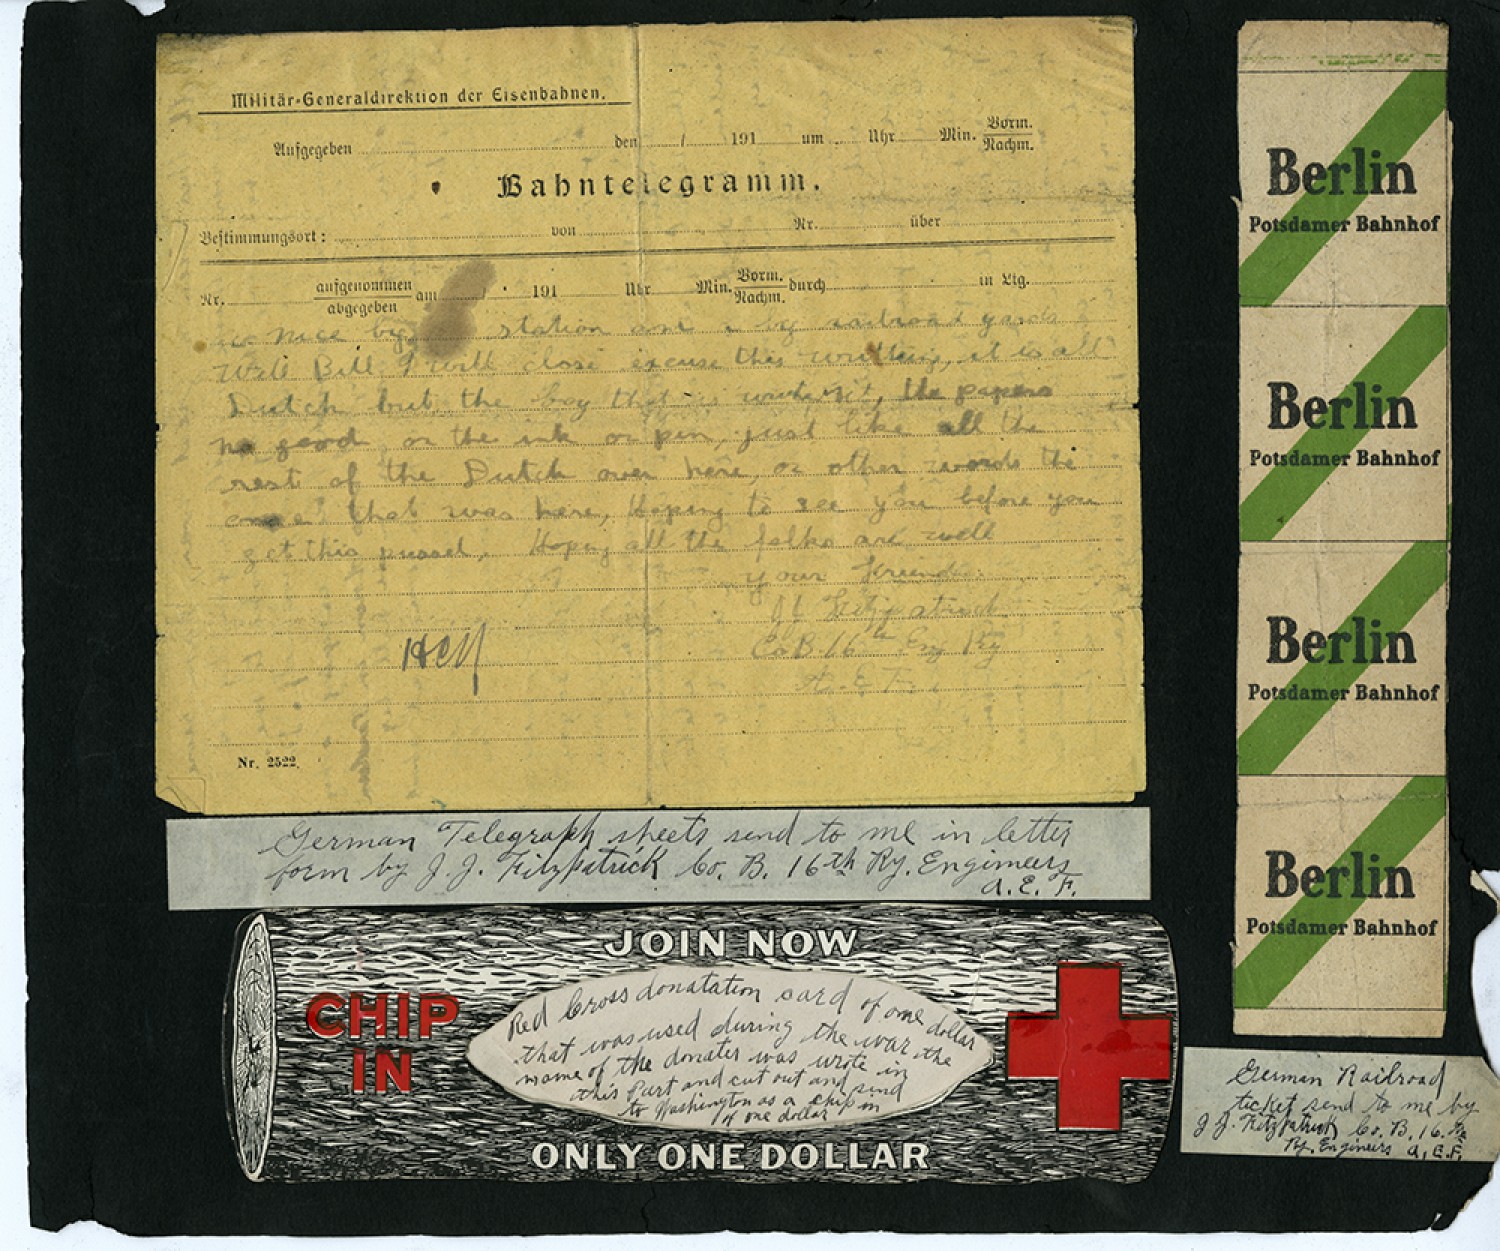 Militär-Generaldirektion der Eisenbahnen.
Aufgegeben den / 191 um Uhr Min. Vorm.
Nachm.
Bahntelegramm.
Bestimmungsort: von Nr. über
Nr. aufgenommen am 191 Uhr Min. Vorm. durch in Ltg.
abgegeben Nachm.
nice big station and a big railroad yards
Well Bill I will close excuse this writting, it is all
Dutch but the boy that is writing it, the papers
no good or the ink or pen, just like all the
rest of the Dutch over here, or other words the
that was here, Hoping to see you before you
get this pussel, Hoping all the folks are well
your friend
JJ Fitzpatrick
Co B 16th Eng Ry
A. E. F.
Nr. 2522.
German Telegraph sheets send to me in letter
form by J. J. Fitzpatrick Co. B. 16th Ry. Engineers
A. E. F.
JOIN NOW
CHIP
IN
Red Cross donatation card of one dollar
that was used during the war the
name of the donater was wrote in
this part and cut out and send
to Washington as a chip in
of one dollar
ONLY ONE DOLLAR
Berlin
Potsdamer Bahnhof
Berlin
Potsdamer Bahnhof
Berlin
Potsdamer Bahnhof
Berlin
Potsdamer Bahnhof
German Railroad
ticket send to me by
J J. Fitzpatrick Co. B. 16th
Ry. Engineers A. E. F.